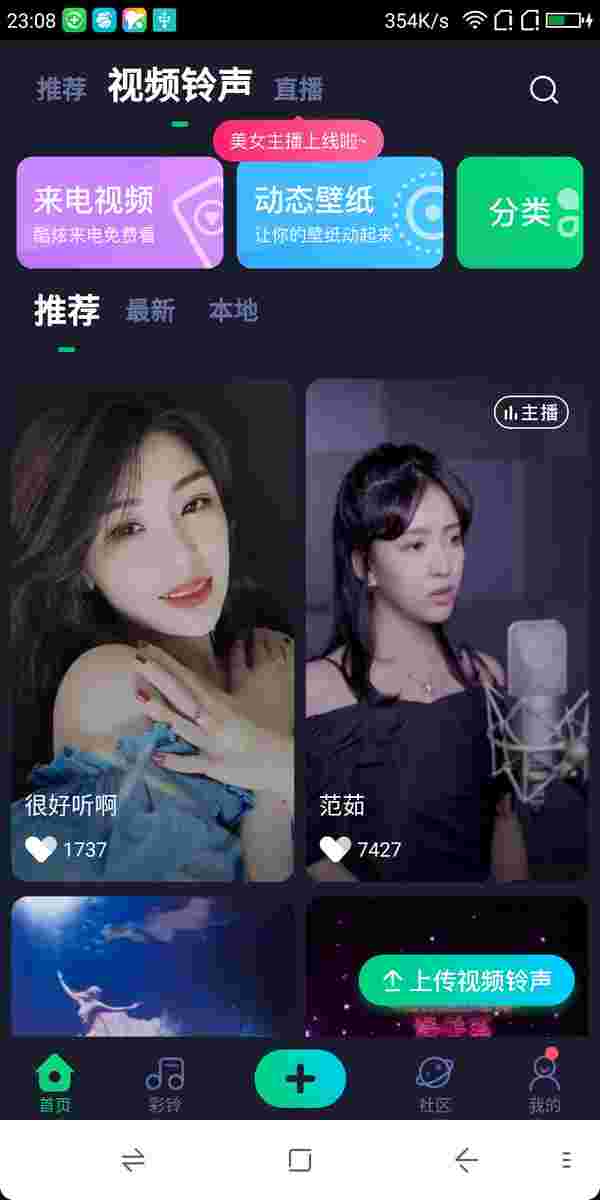 23:08 354K/s
推荐 视频铃声 直播
美女主播上线啦~
来电视频
酷炫来电免费看
动态壁纸
让你的壁纸动起来
分类
推荐 最新 本地
主播
很好听啊
1737
范茹
7427
上传视频铃声
首页 彩铃 社区 我的